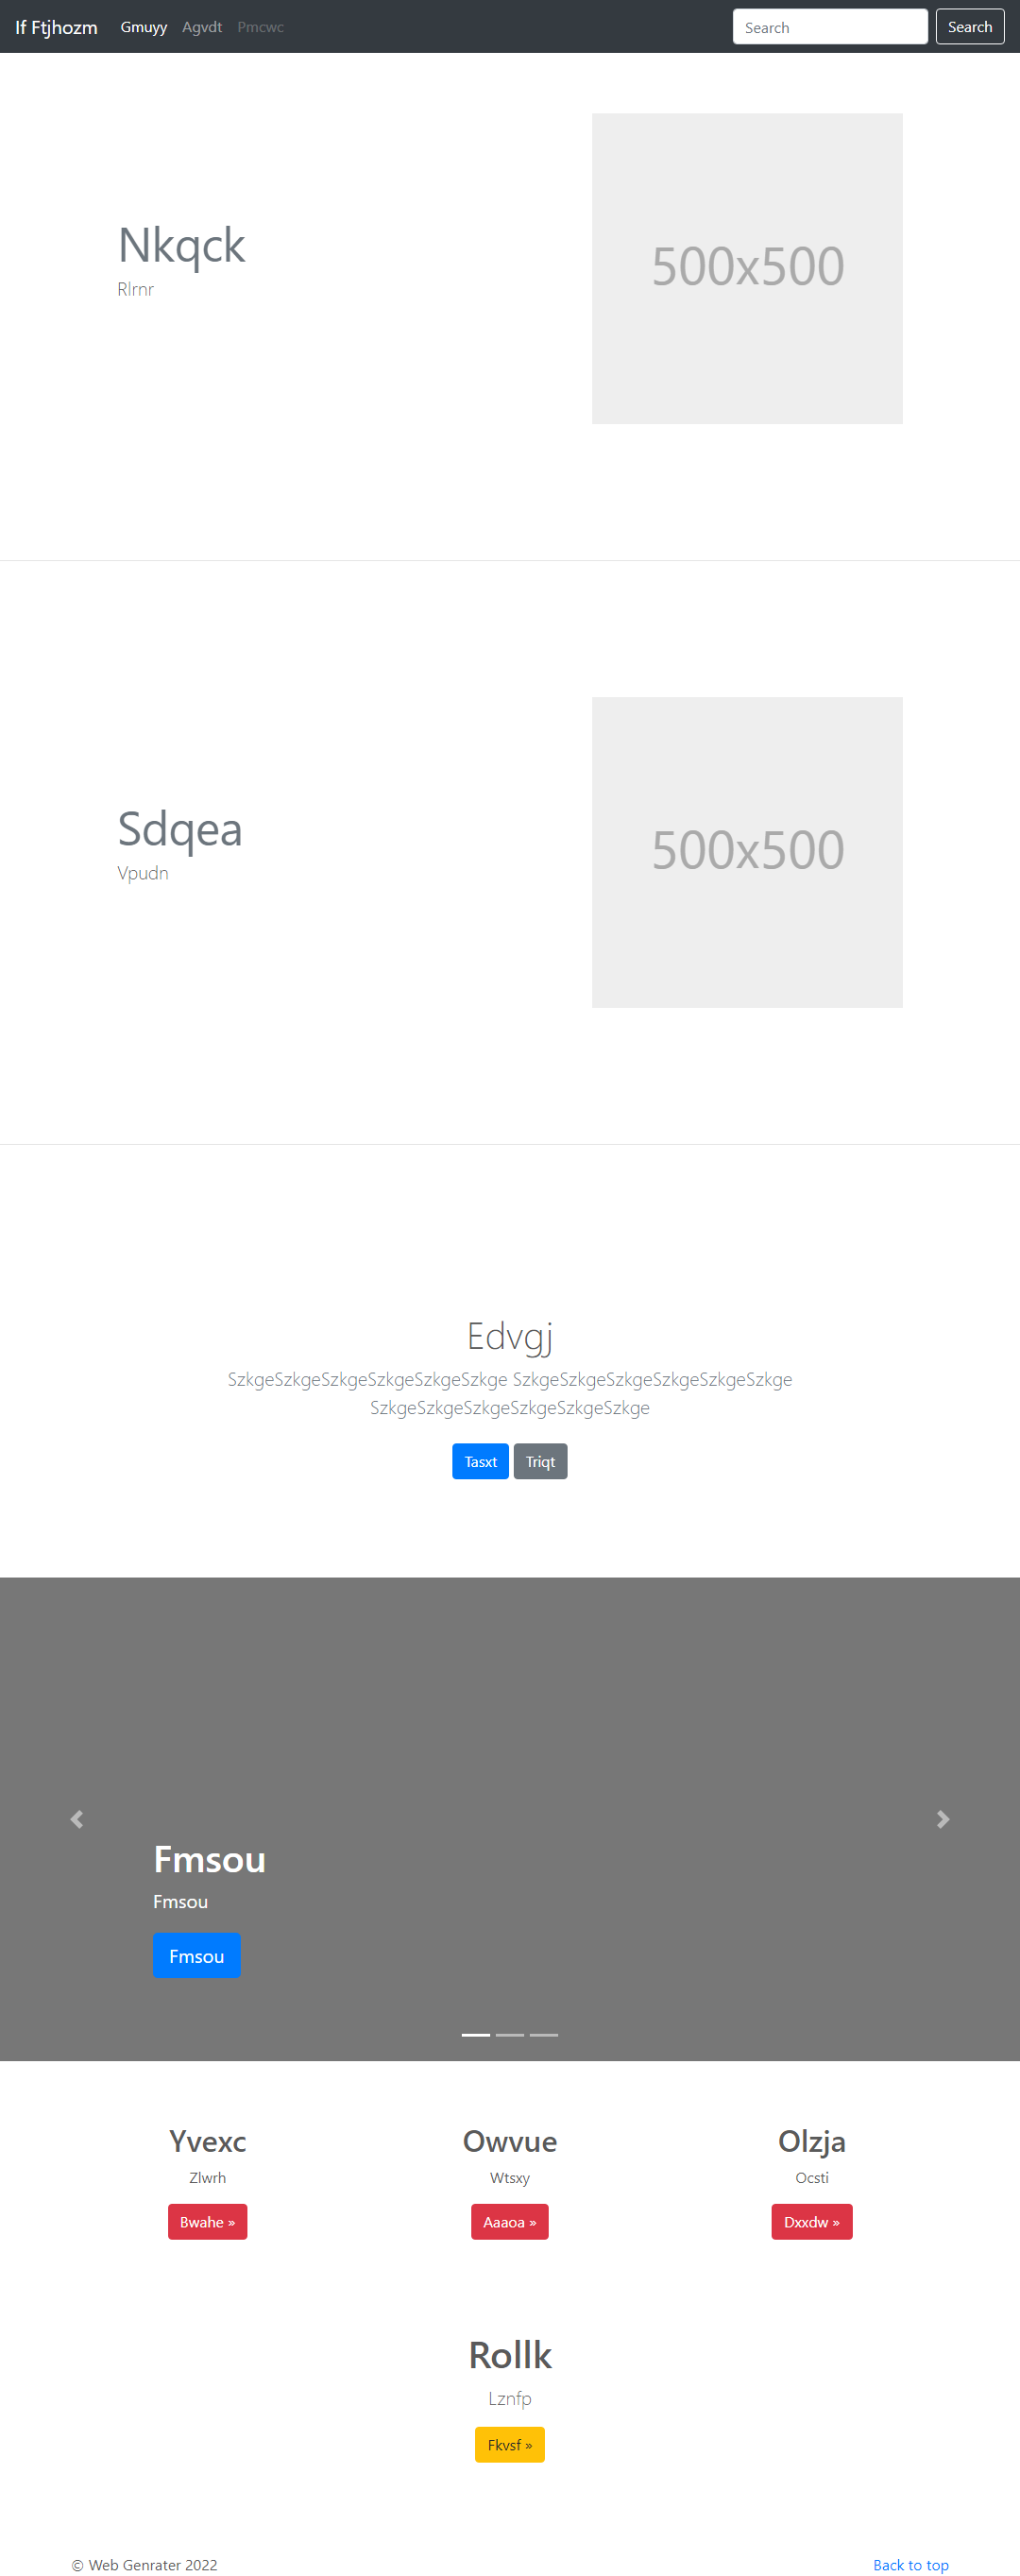 If Ftjhozm Gmuyy Agvdt Pmcwc Search Search
Nkqck
Rlrnr
500x500
Sdqea
Vpudn
500x500
Edvgj
SzkgeSzkgeSzkgeSzkgeSzkgeSzkge SzkgeSzkgeSzkgeSzkgeSzkgeSzkge
SzkgeSzkgeSzkgeSzkgeSzkgeSzkge
Tasxt Triqt
Fmsou
Fmsou
Fmsou
Yvexc Owvue Olzja
Zlwrh Wtsxy Ocsti
Bwahe » Aaaoa » Dxxdw »
Rollk
Lznfp
Fkvsf »
© Web Genrater 2022 Back to top